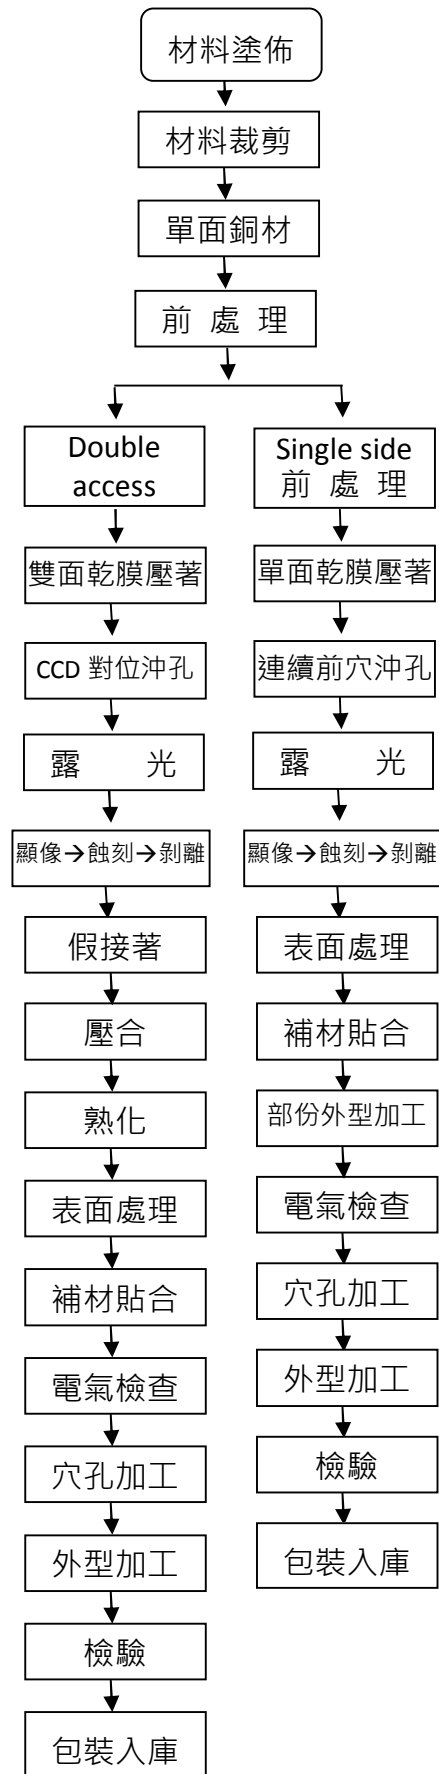 材料塗佈
材料裁剪
單面銅材
前 處 理
Double
access
雙面乾膜壓著
CCD 對位沖孔
露 光
顯像→蝕刻→剝離
假接著
壓合
熟化
表面處理
補材貼合
電氣檢查
穴孔加工
外型加工
檢驗
包裝入庫
Single side
前 處 理
單面乾膜壓著
連續前穴沖孔
露 光
顯像→蝕刻→剝離
表面處理
補材貼合
部份外型加工
電氣檢查
穴孔加工
外型加工
檢驗
包裝入庫